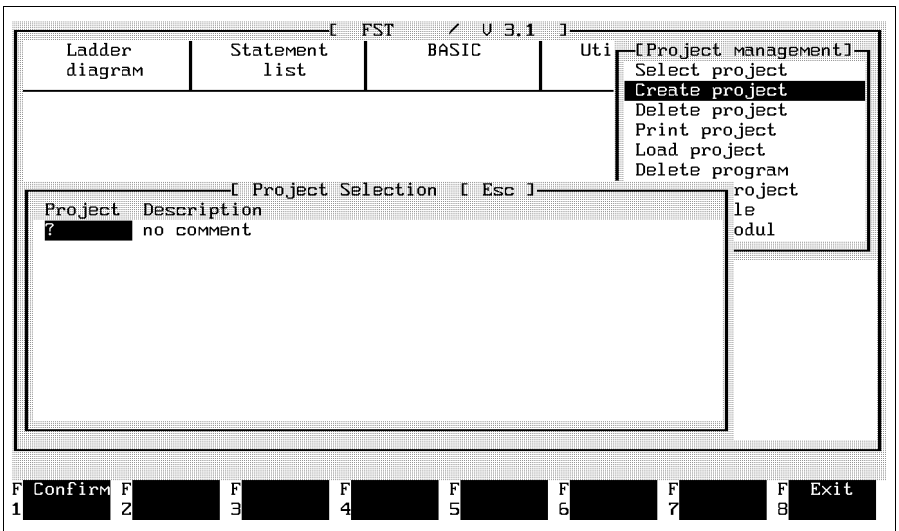 [ FST / V 3.1 ]
Ladder diagram
Statement list
BASIC
Uti
[Project management]
Select project
Create project
Delete project
Print project
Load project
Delete program
roject
le
odul
[ Project Selection [ Esc ]
Project Description
? no comment
F1 Confirm F2 F3 F4 F5 F6 F7 F8 Exit